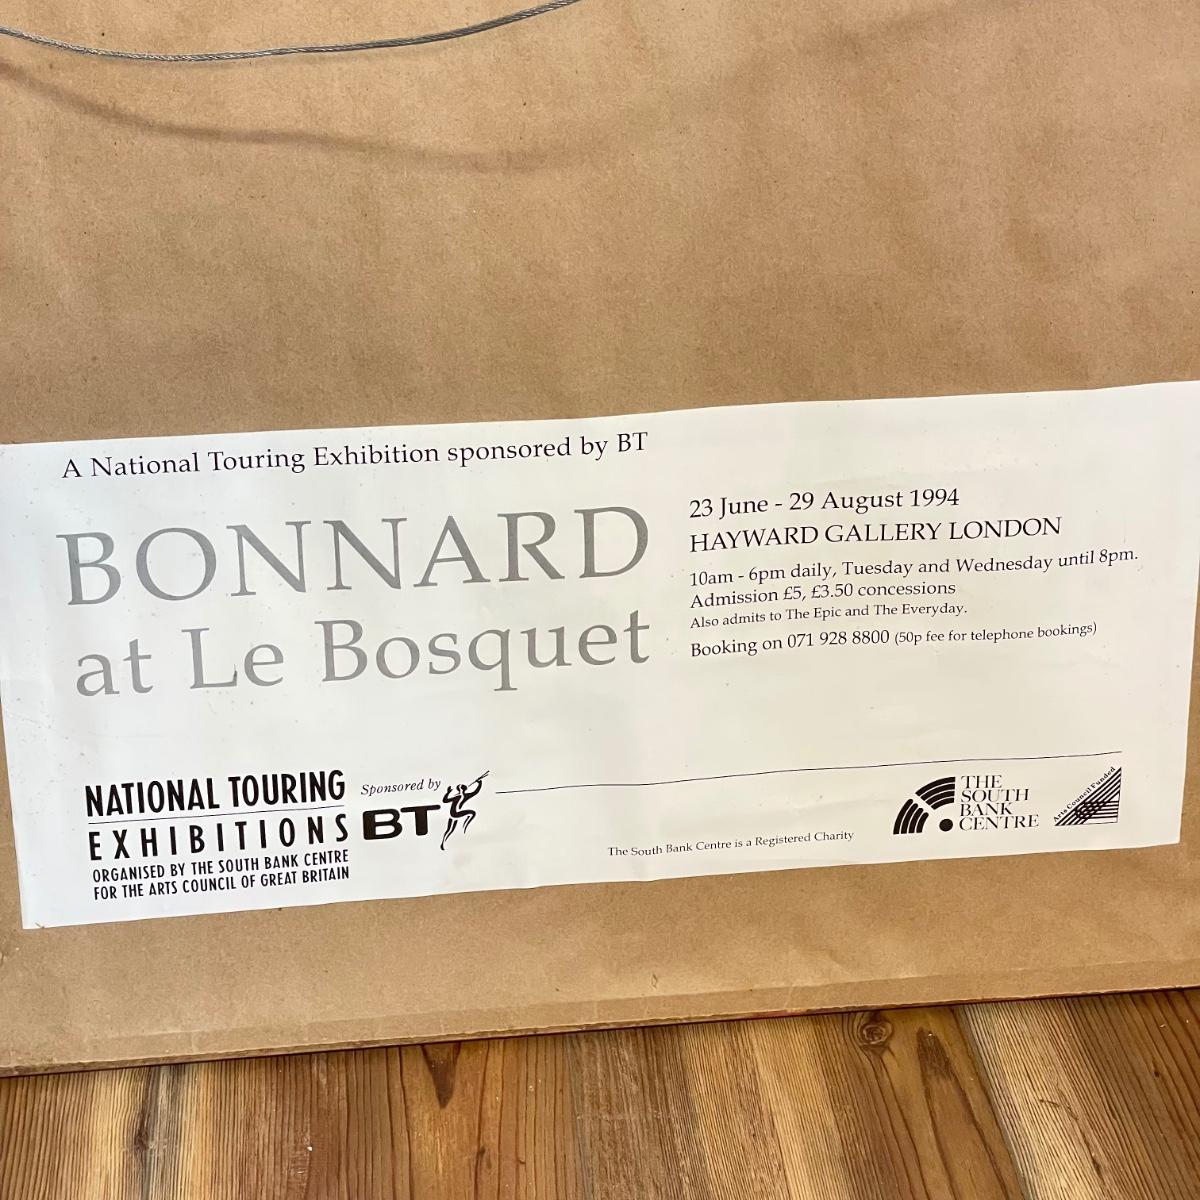 A National Touring Exhibition sponsored by BT
BONNARD
at Le Bosquet
23 June - 29 August 1994
HAYWARD GALLERY LONDON
10am - 6pm daily, Tuesday and Wednesday until 8pm.
Admission £5, £3.50 concessions
Also admits to The Epic and The Everyday.
Booking on 071 928 8800 (50p fee for telephone bookings)
NATIONAL TOURING
EXHIBITIONS
ORGANISED BY THE SOUTH BANK CENTRE
FOR THE ARTS COUNCIL OF GREAT BRITAIN
Sponsored by
BT
The South Bank Centre is a Registered Charity
THE
SOUTH
BANK
CENTRE
Arts Council Funded